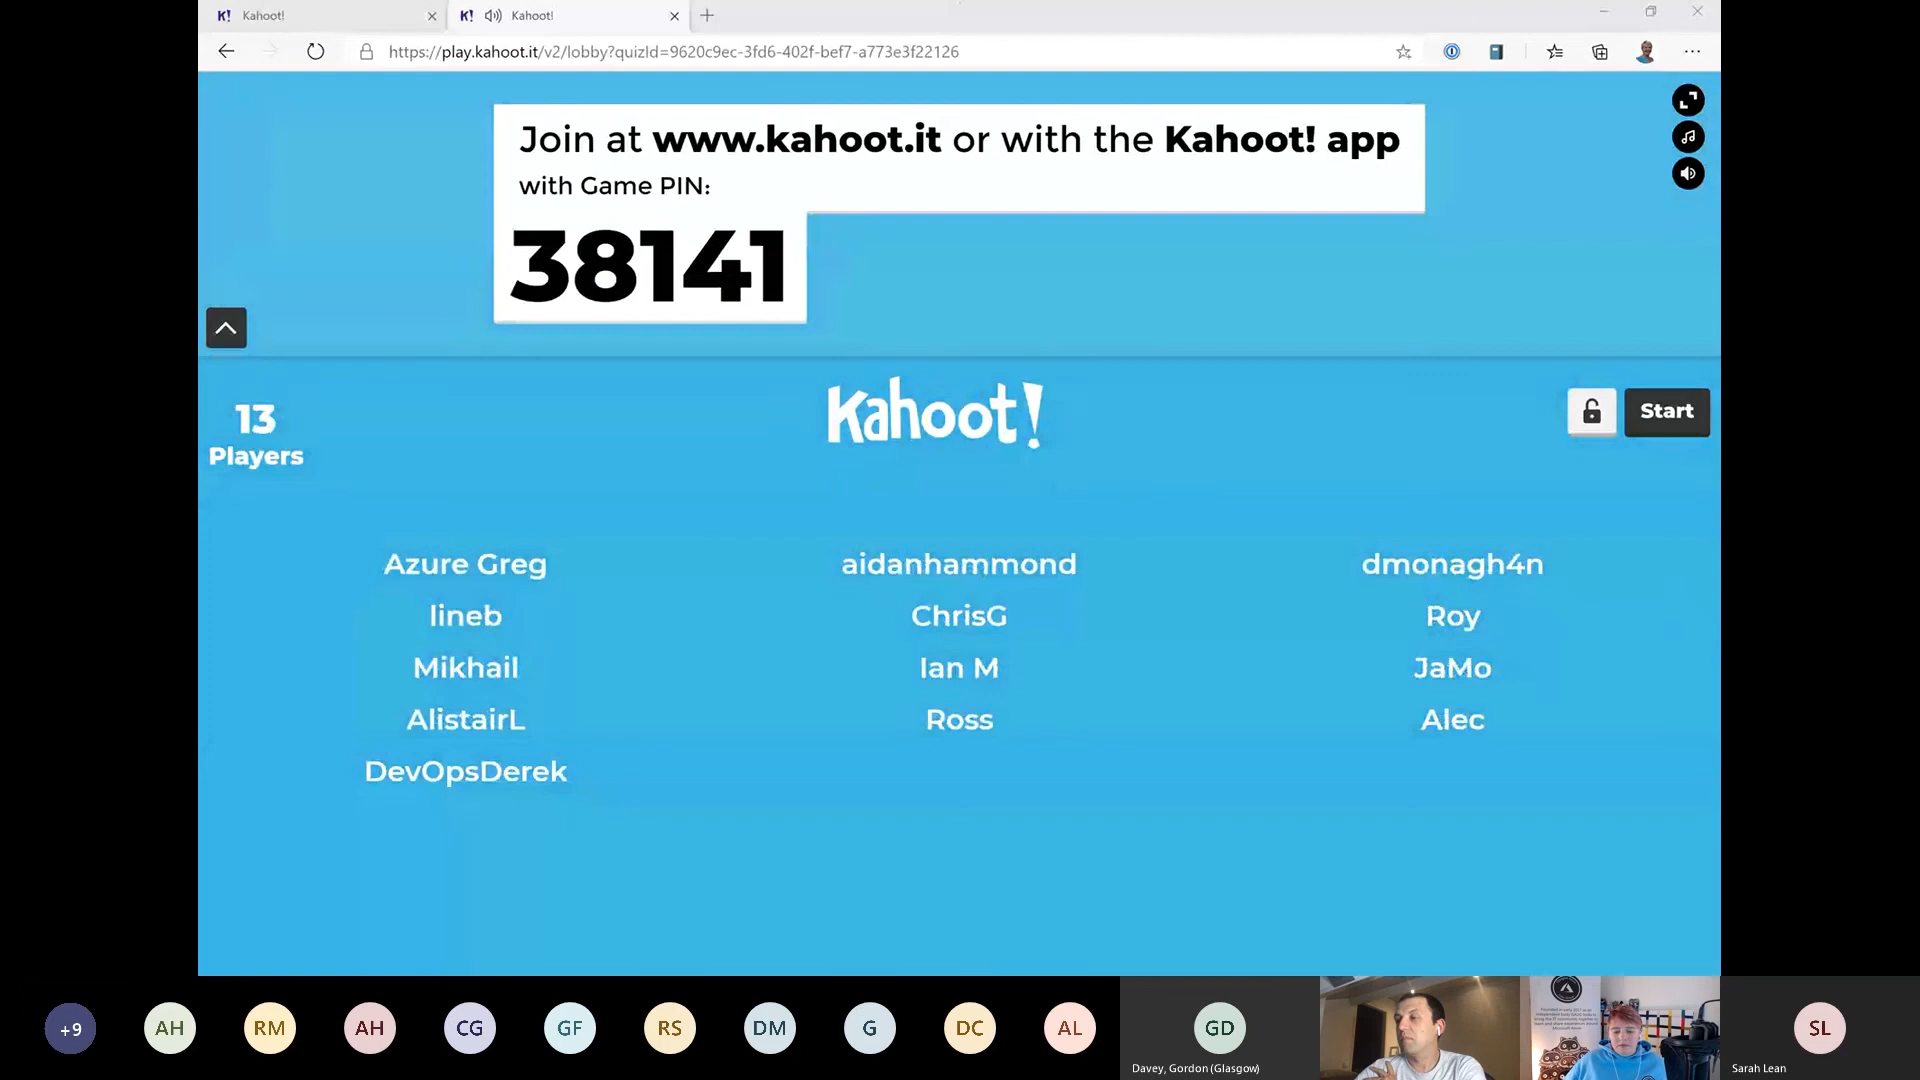 K! Kahoot!
K! Kahoot!
https://play.kahoot.it/v2/lobby?quizId=9620c9ec-3fd6-402f-bef7-a773e3f22126
Join at www.kahoot.it or with the Kahoot! app
with Game PIN:
38141
13
Players
Kahoot!
Start
Azure Greg
aidanhammond
dmonagh4n
lineb
ChrisG
Roy
Mikhail
Ian M
JaMo
AlistairL
Ross
Alec
DevOpsDerek
+9
AH
RM
AH
CG
GF
RS
DM
G
DC
AL
GD
Davey, Gordon (Glasgow)
SL
Sarah Lean